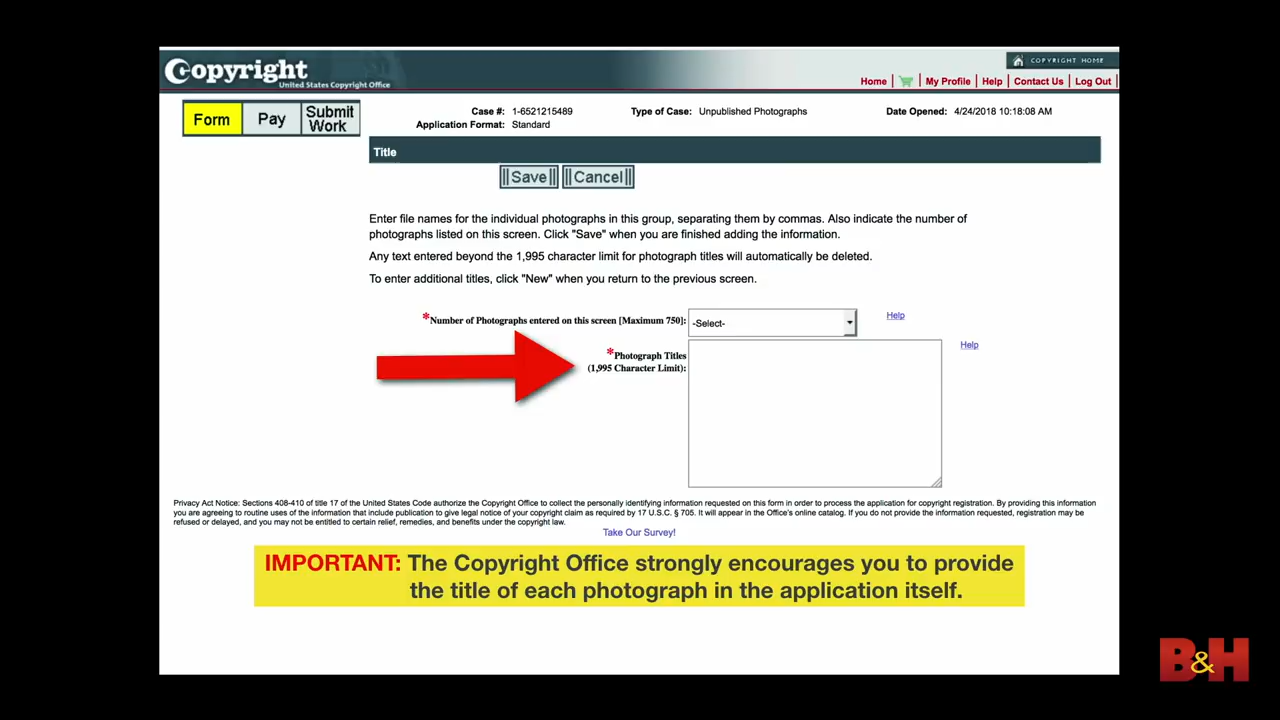 Copyright
United States Copyright Office
COPYRIGHT HOME
Home | My Profile | Help | Contact Us | Log Out
Form
Pay
Submit
Work
Case #: 1-6521215489 Type of Case: Unpublished Photographs Date Opened: 4/24/2018 10:18:08 AM
Application Format: Standard
Title
||Save|| ||Cancel||
Enter file names for the individual photographs in this group, separating them by commas. Also indicate the number of
photographs listed on this screen. Click "Save" when you are finished adding the information.
Any text entered beyond the 1,995 character limit for photograph titles will automatically be deleted.
To enter additional titles, click "New" when you return to the previous screen.
*Number of Photographs entered on this screen [Maximum 750]: -Select- Help
*Photograph Titles Help
(1,995 Character Limit):
Privacy Act Notice: Sections 408-410 of title 17 of the United States Code authorize the Copyright Office to collect the personally identifying information requested on this form in order to process the application for copyright registration. By providing this information
you are agreeing to routine uses of the information that include publication to give legal notice of your copyright claim as required by 17 U.S.C. § 705. It will appear in the Office's online catalog. If you do not provide the information requested, registration may be
refused or delayed, and you may not be entitled to certain relief, remedies, and benefits under the copyright law.
Take Our Survey!
IMPORTANT: The Copyright Office strongly encourages you to provide
the title of each photograph in the application itself.
B&H